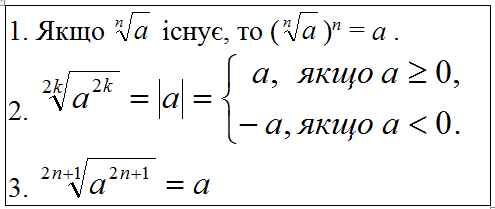 1. Якщо ⁿ√a існує, то (ⁿ√a)ⁿ = a .
2. ²ᵏ√(a²ᵏ) = |a| = { a, якщо a ≥ 0,
– a, якщо a < 0.
3. ²ⁿ⁺¹√(a²ⁿ⁺¹) = a